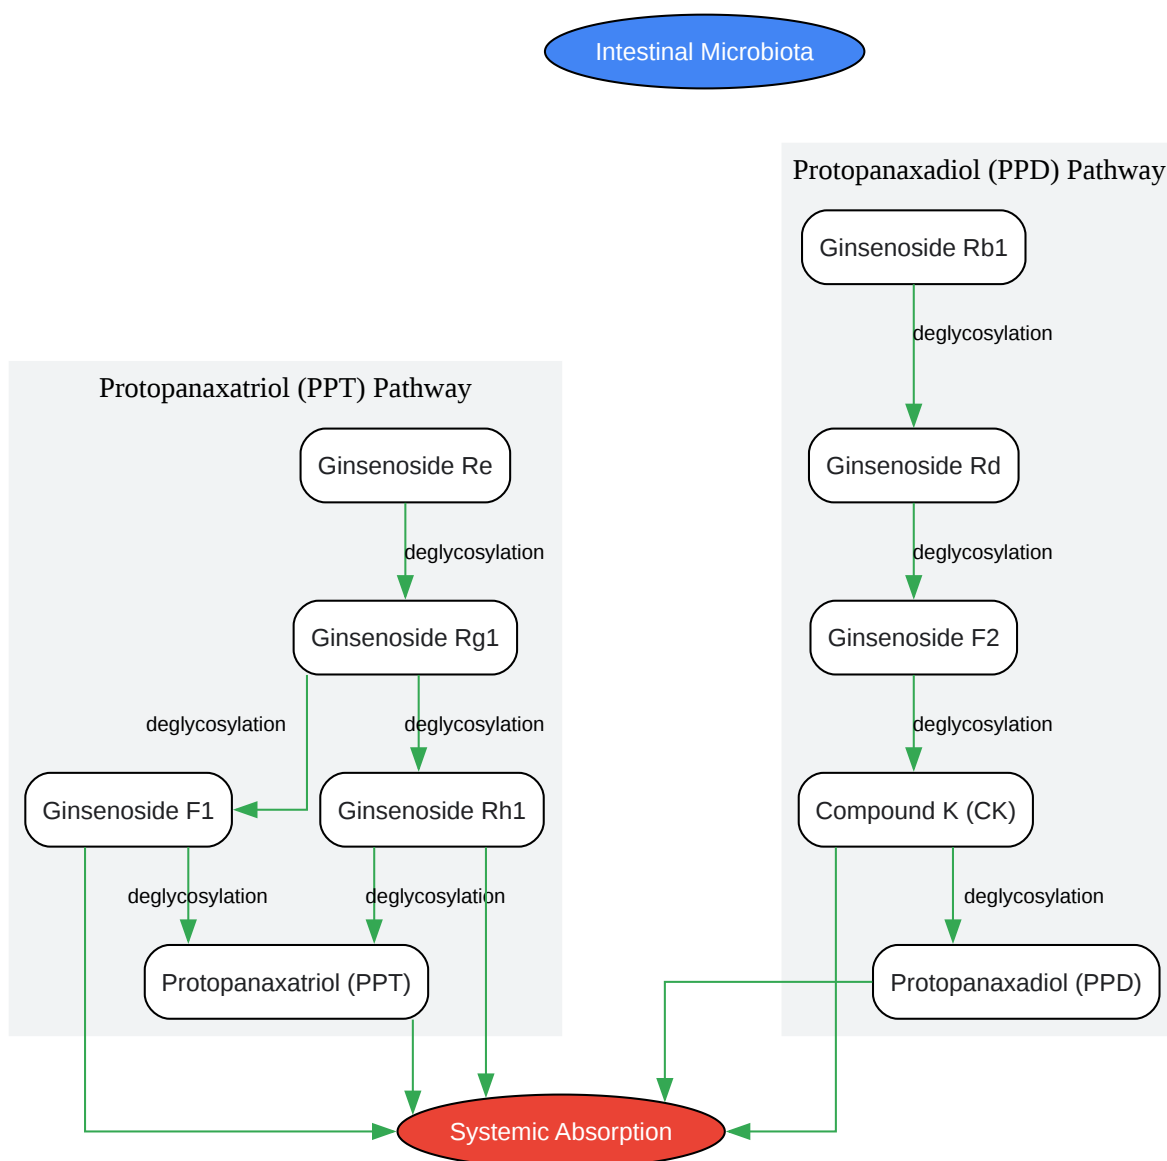 Intestinal Microbiota
Protopanaxadiol (PPD) Pathway
Ginsenoside Rb1
deglycosylation
Ginsenoside Rd
deglycosylation
Ginsenoside F2
deglycosylation
Compound K (CK)
deglycosylation
Protopanaxadiol (PPD)
Protopanaxatriol (PPT) Pathway
Ginsenoside Re
deglycosylation
Ginsenoside Rg1
deglycosylation
deglycosylation
Ginsenoside F1
Ginsenoside Rh1
deglycosylation
deglycosylation
Protopanaxatriol (PPT)
Systemic Absorption